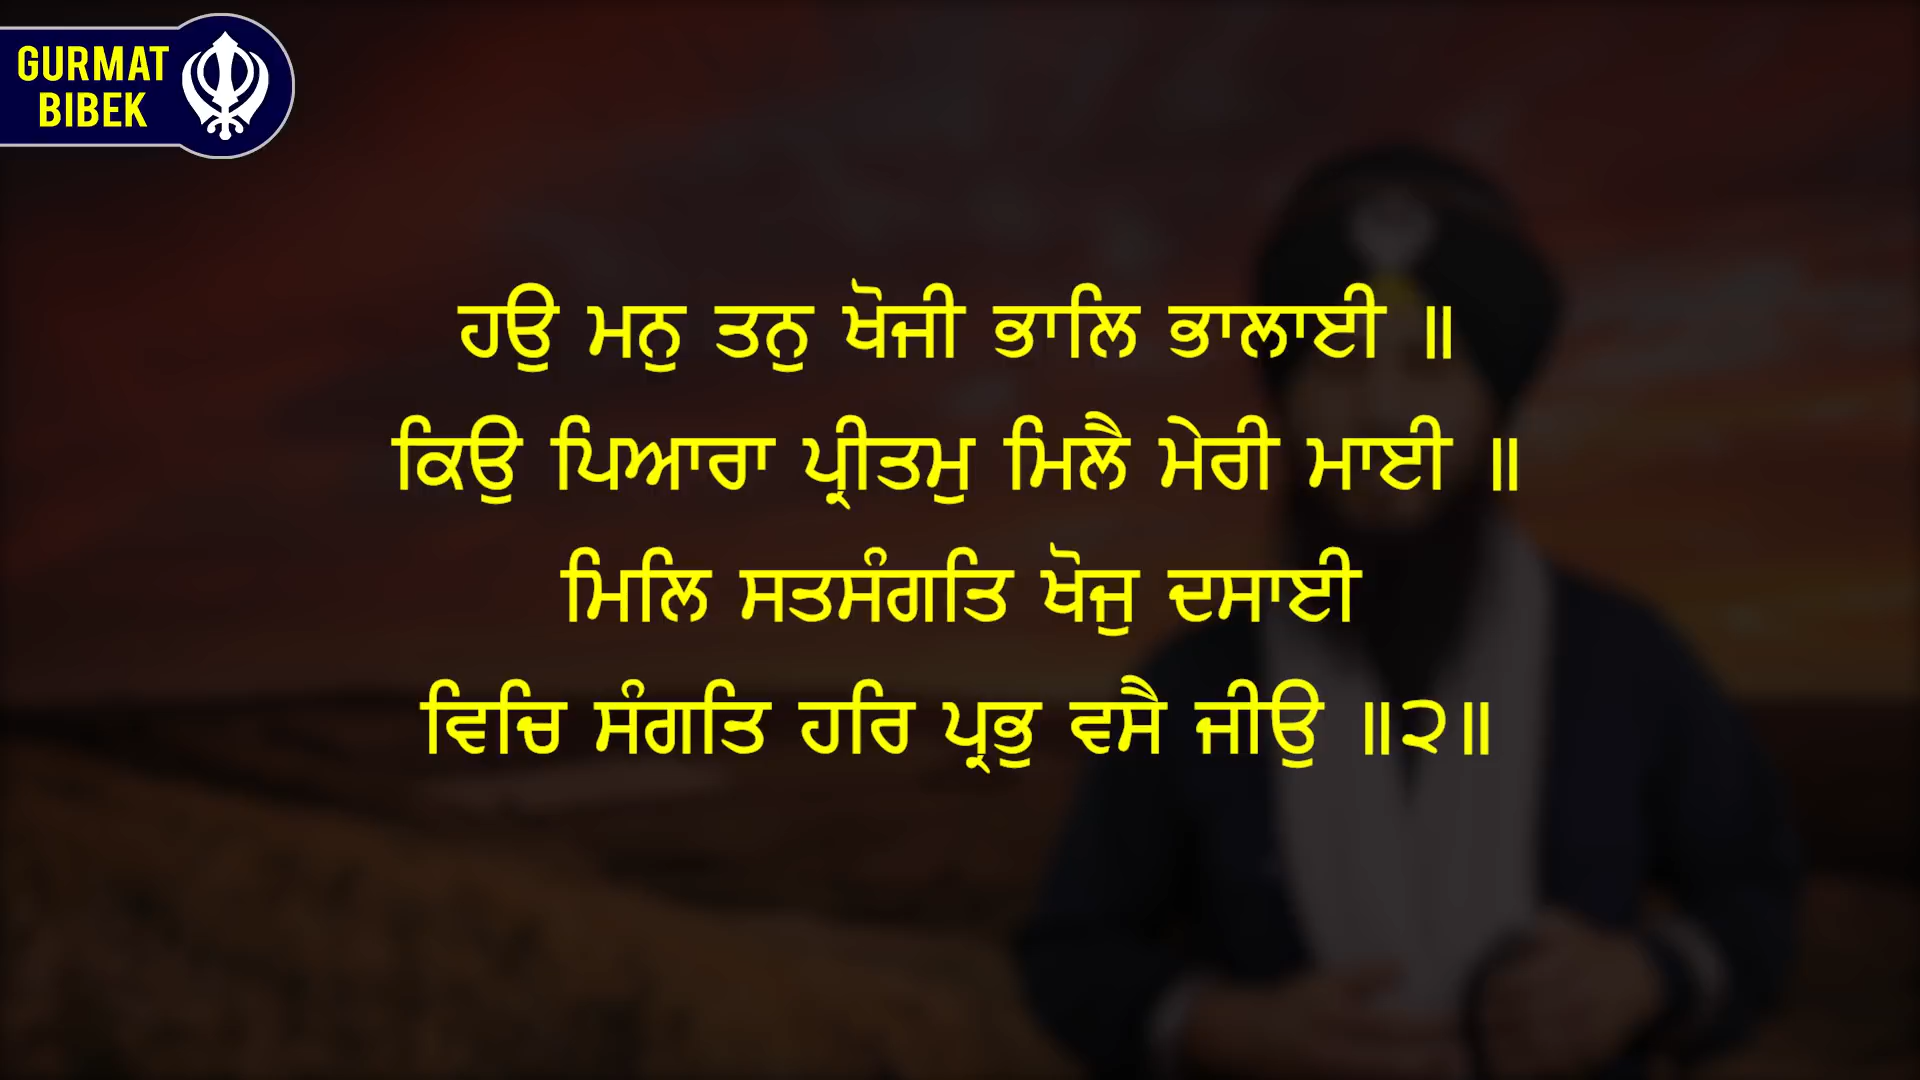 GURMAT
BIBEK
ਹਉ ਮਨੁ ਤਨੁ ਖੋਜੀ ਭਾਲਿ ਭਾਲਾਈ ॥
ਕਿਉ ਪਿਆਰਾ ਪ੍ਰੀਤਮੁ ਮਿਲੈ ਮੇਰੀ ਮਾਈ ॥
ਮਿਲਿ ਸਤਸੰਗਤਿ ਖੋਜੁ ਦਸਾਈ
ਵਿਚਿ ਸੰਗਤਿ ਹਰਿ ਪ੍ਰਭੁ ਵਸੈ ਜੀਉ ॥੨॥